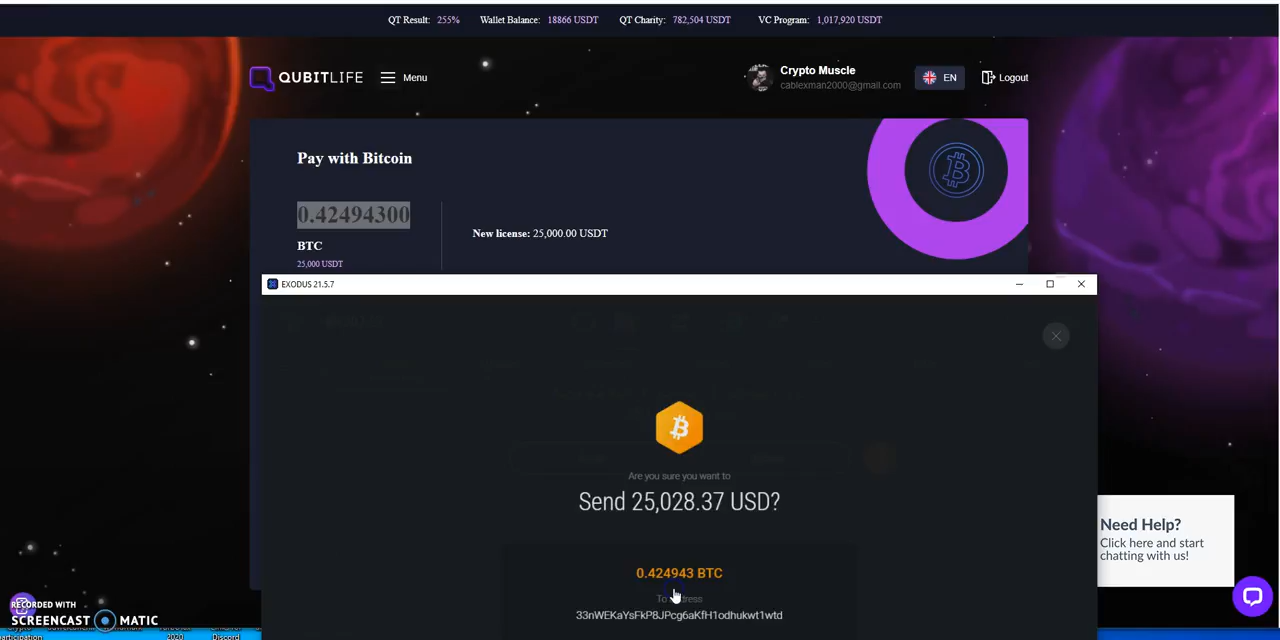 QT Result: 255% Wallet Balance: 18866 USDT QT Charity: 782,504 USDT VC Program: 1,017,920 USDT
QUBITLIFE Menu
Crypto Muscle
cablexman2000@gmail.com
EN
Logout
Pay with Bitcoin
0.42494300
BTC
25,000 USDT
New license: 25,000.00 USDT
EXODUS 21.5.7
Are you sure you want to
Send 25,028.37 USD?
0.424943 BTC
33nWEKaYsFkP8JPcg6aKfH1odhukwt1wtd
Need Help?
Click here and start
chatting with us!
RECORDED WITH
SCREENCAST MATIC
2020 Discord